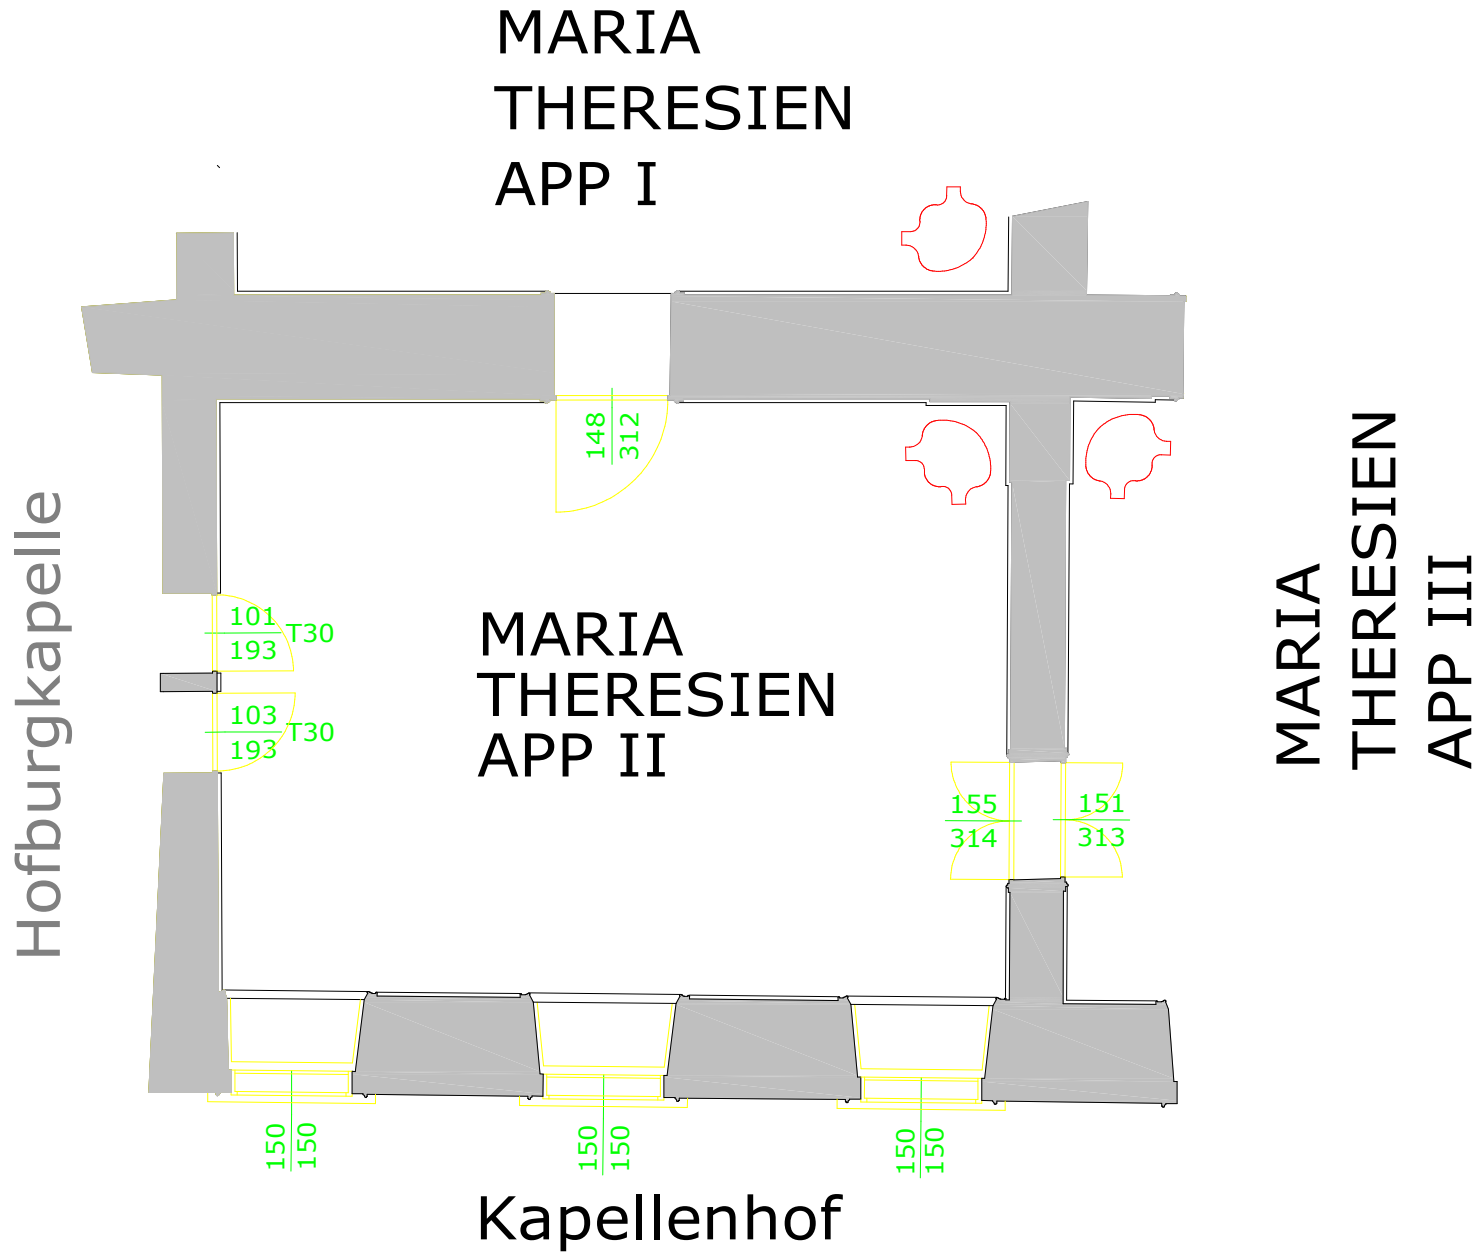 MARIA
THERESIEN
APP I
148
312
Hofburgkapelle
101
193
T30
103
193
T30
MARIA
THERESIEN
APP II
155
314
151
313
MARIA
THERESIEN
APP III
150
150
150
150
150
150
Kapellenhof